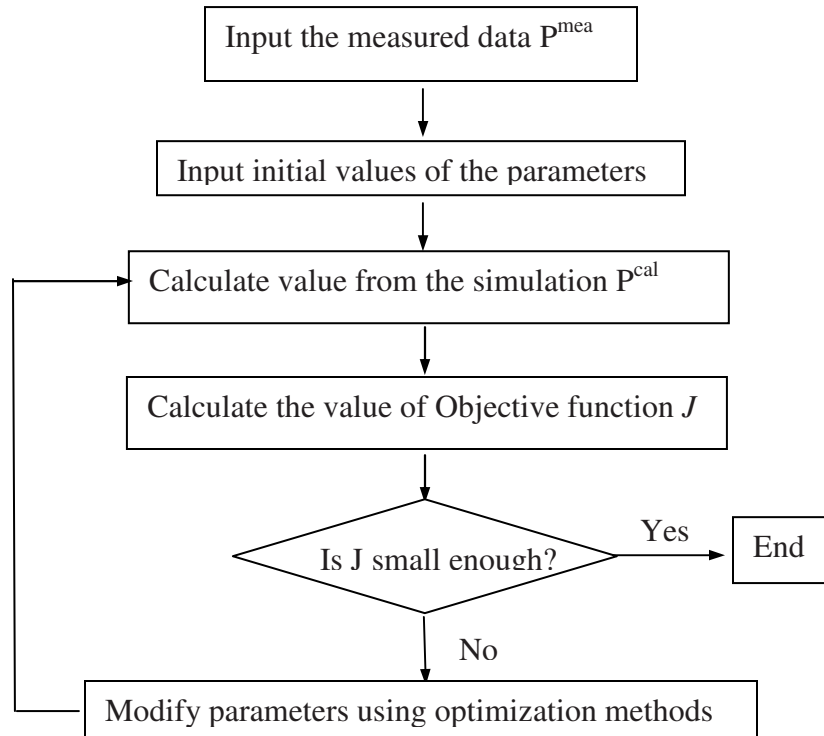 Input the measured data P^mea
Input initial values of the parameters
Calculate value from the simulation P^cal
Calculate the value of Objective function J
Is J small enough?
Yes
End
No
Modify parameters using optimization methods